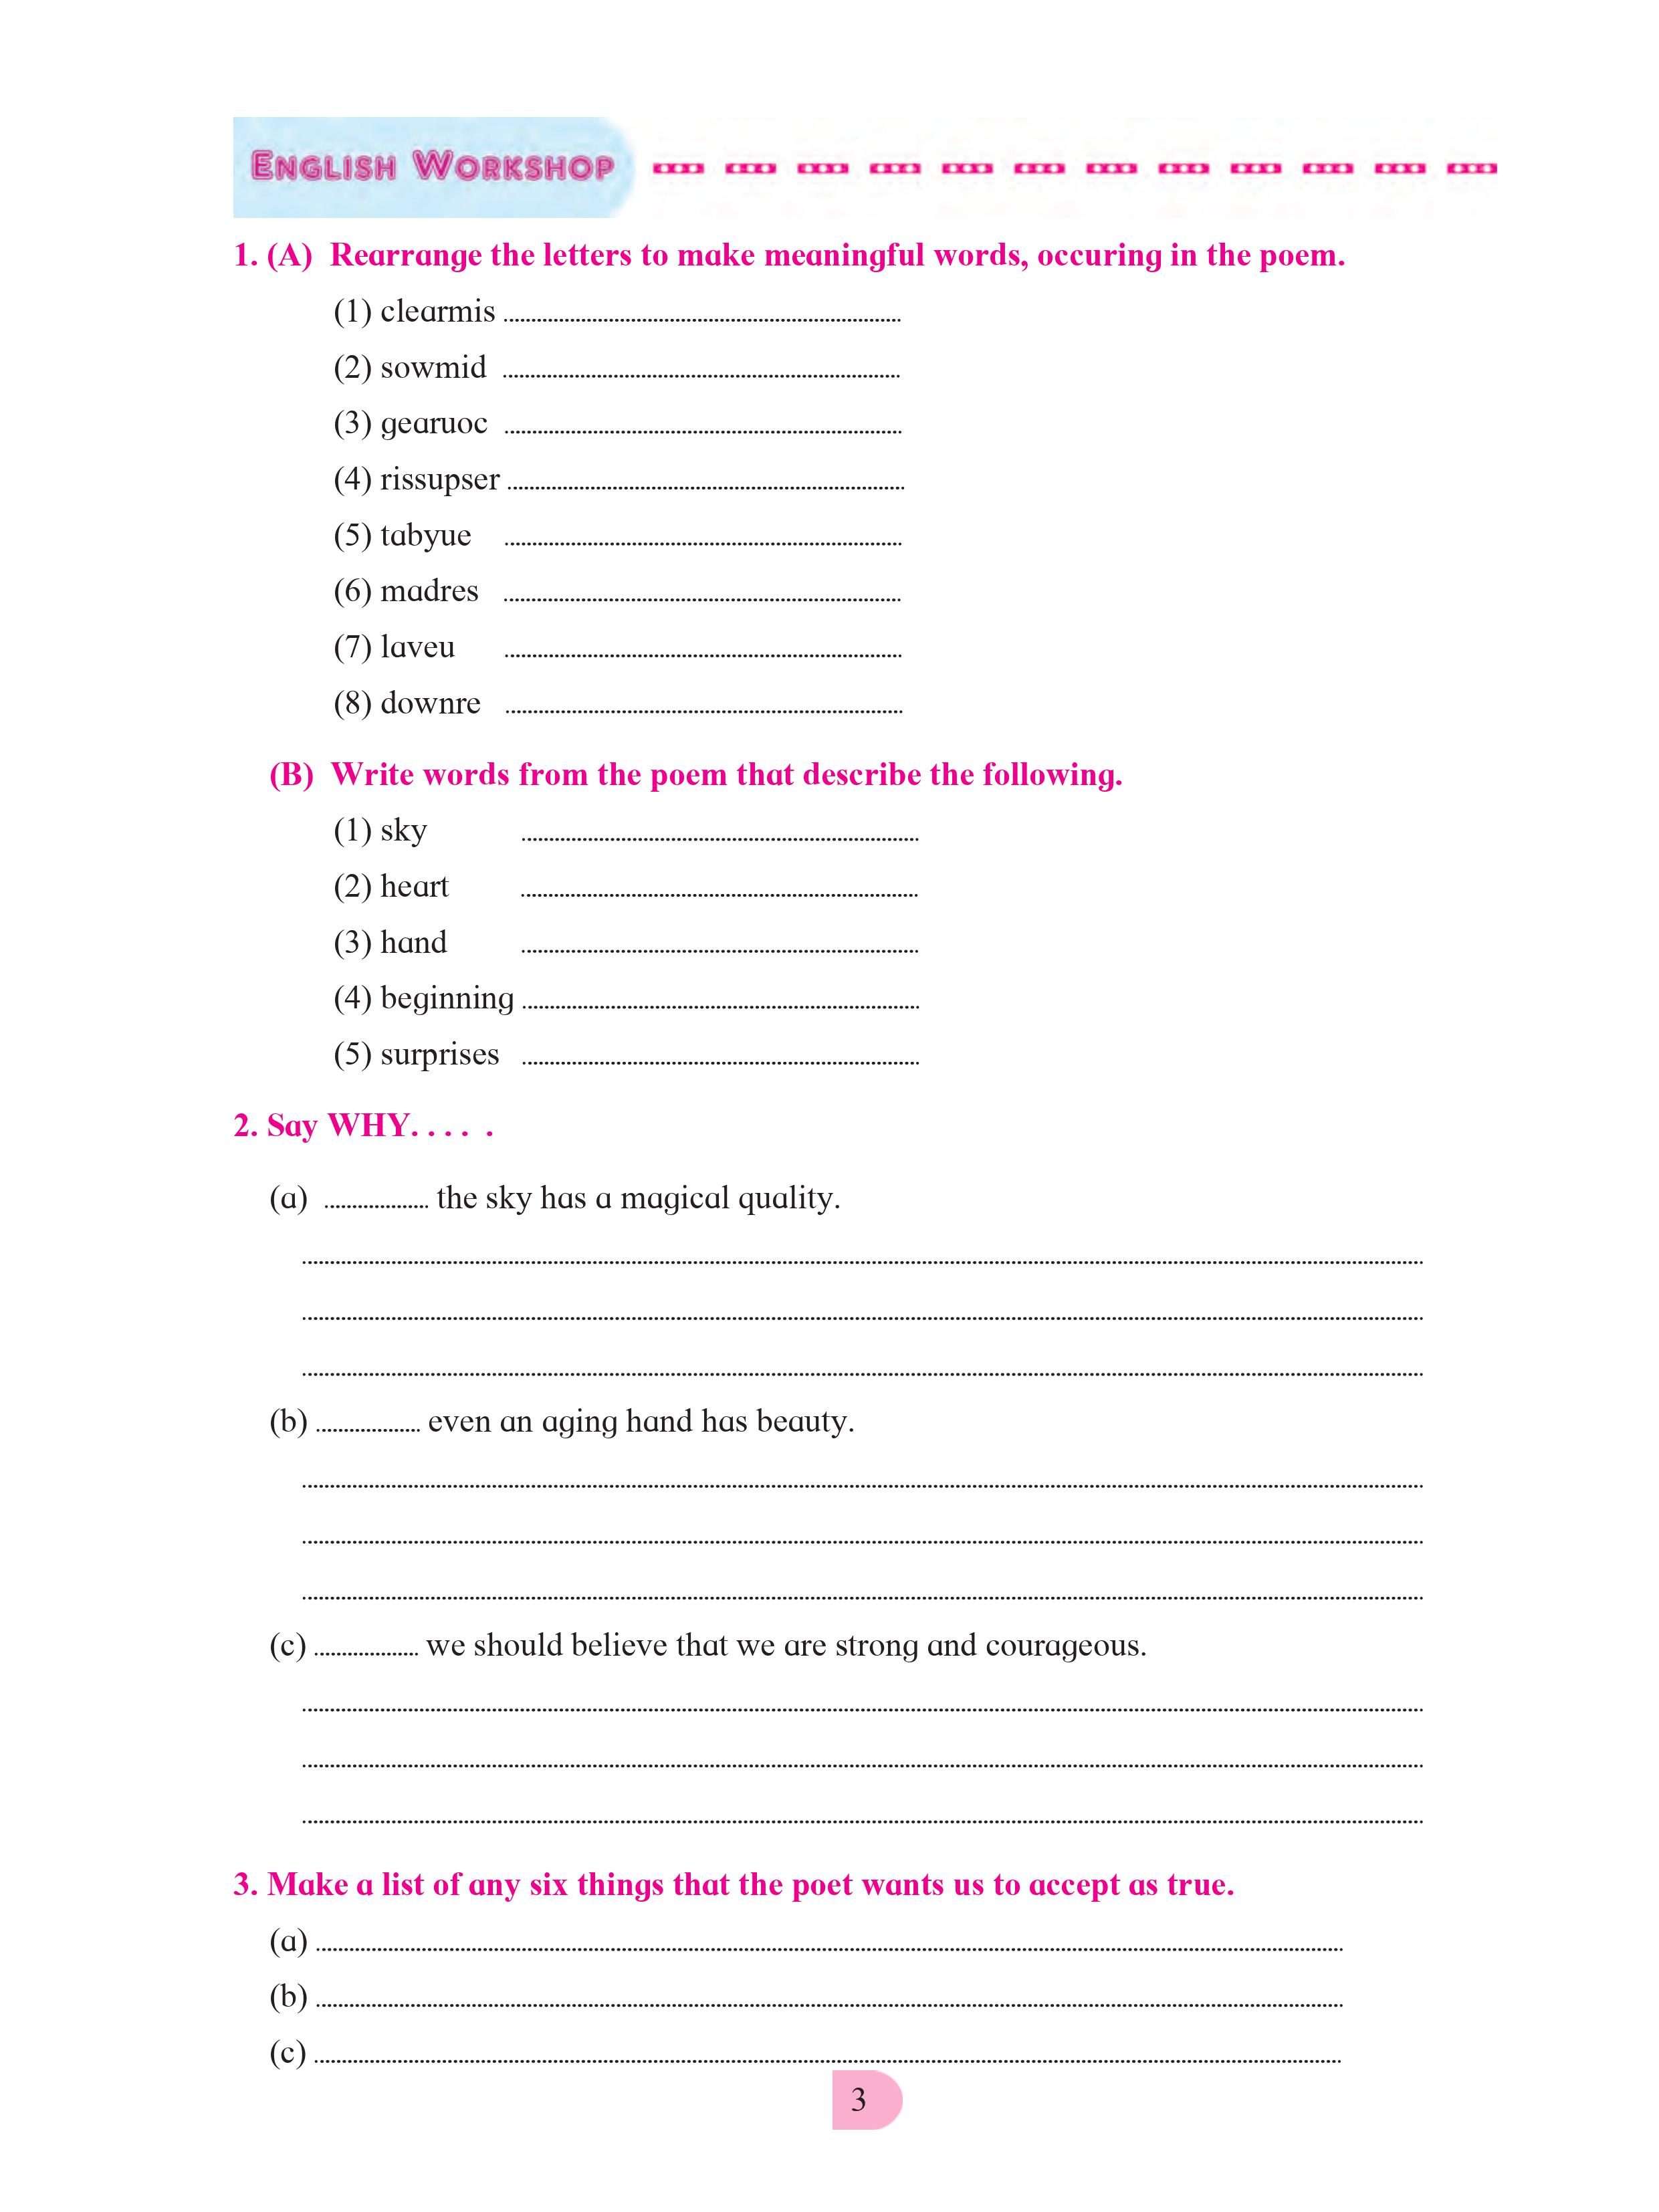 ENGLISH WORKSHOP
1. (A) Rearrange the letters to make meaningful words, occuring in the poem.
(1) clearmis ..............................
(2) sowmid ..............................
(3) gearuoc ..............................
(4) rissupser ..............................
(5) tabyue ..............................
(6) madres ..............................
(7) laveu ..............................
(8) downre ..............................
(B) Write words from the poem that describe the following.
(1) sky ..............................
(2) heart ..............................
(3) hand ..............................
(4) beginning ..............................
(5) surprises ..............................
2. Say WHY. . . . .
(a) .................. the sky has a magical quality.
(b) .................. even an aging hand has beauty.
(c) .................. we should believe that we are strong and courageous.
3. Make a list of any six things that the poet wants us to accept as true.
(a) ..............................
(b) ..............................
(c) ..............................
3